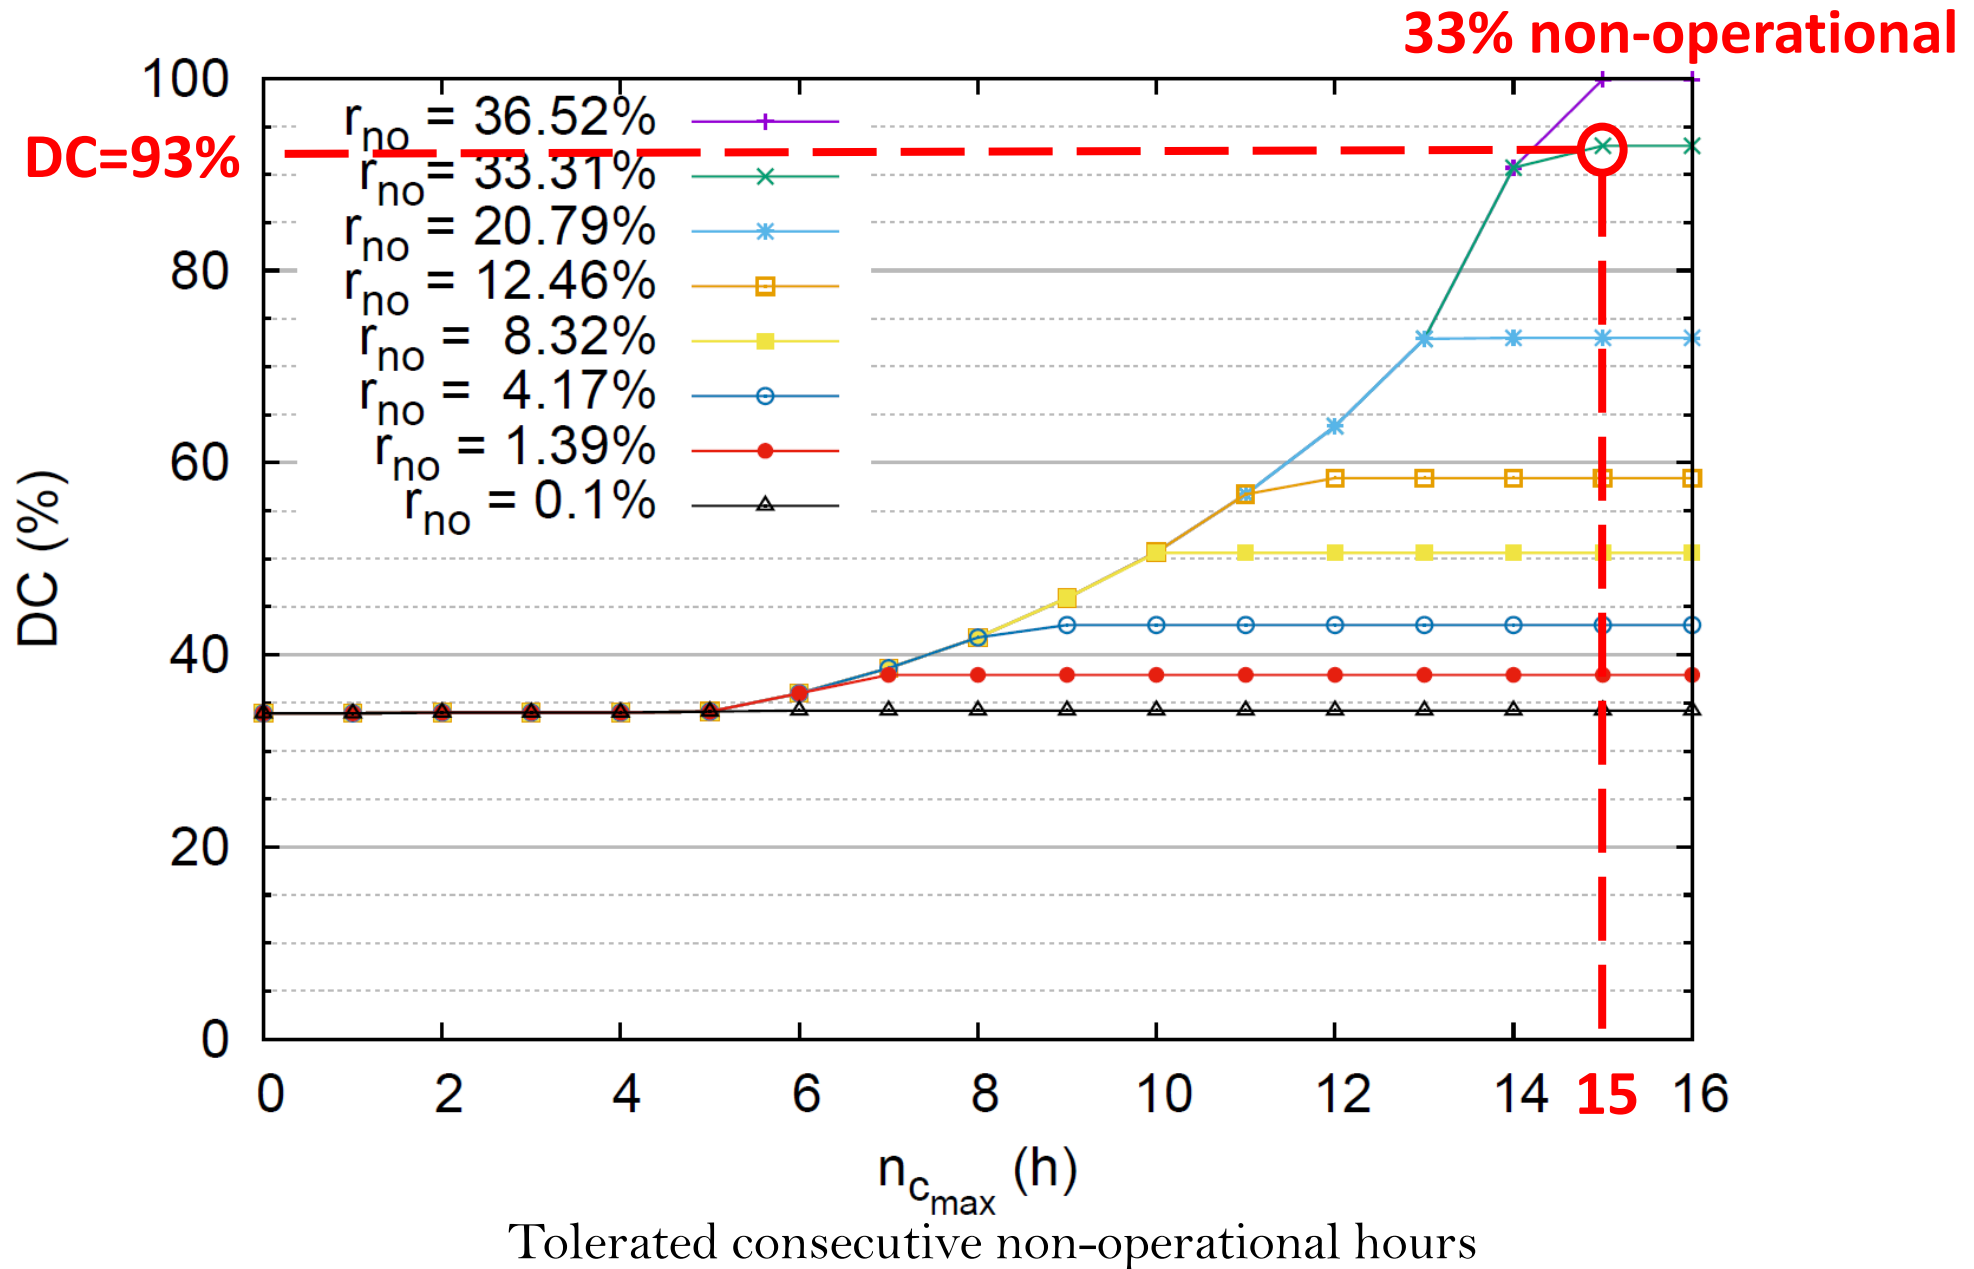 33% non-operational
100
r_no = 36.52%
DC=93%
r_no = 33.31%
r_no = 20.79%
80
r_no = 12.46%
r_no = 8.32%
r_no = 4.17%
r_no = 1.39%
60
r_no = 0.1%
DC (%)
40
20
0
0 2 4 6 8 10 12 14 15 16
n_c_max (h)
Tolerated consecutive non-operational hours